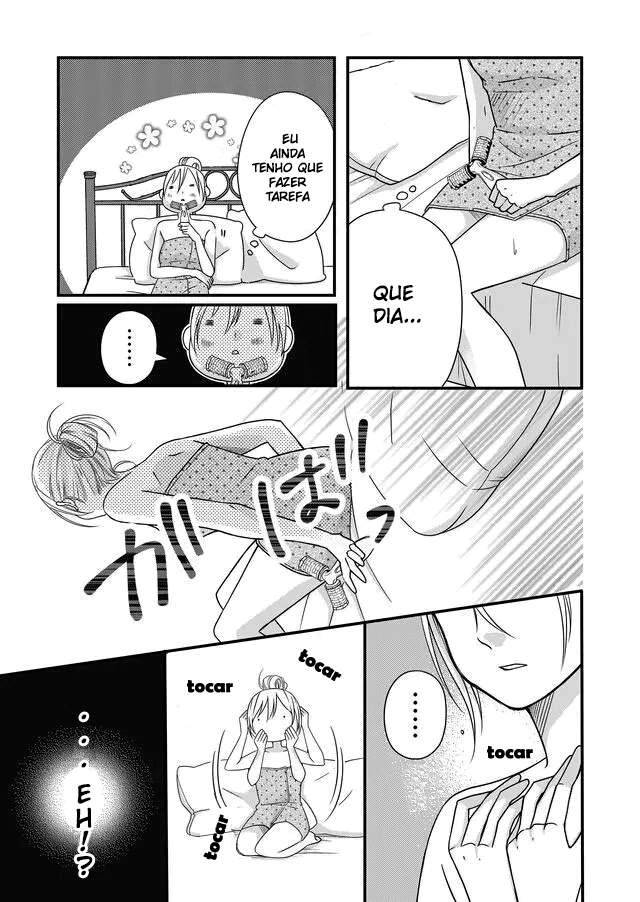 QUE
DIA...
EU
AINDA
TENHO QUE
FAZER
TAREFA
......
ガバッ
......
tocar
tocar
tocar
tocar
...EH!?